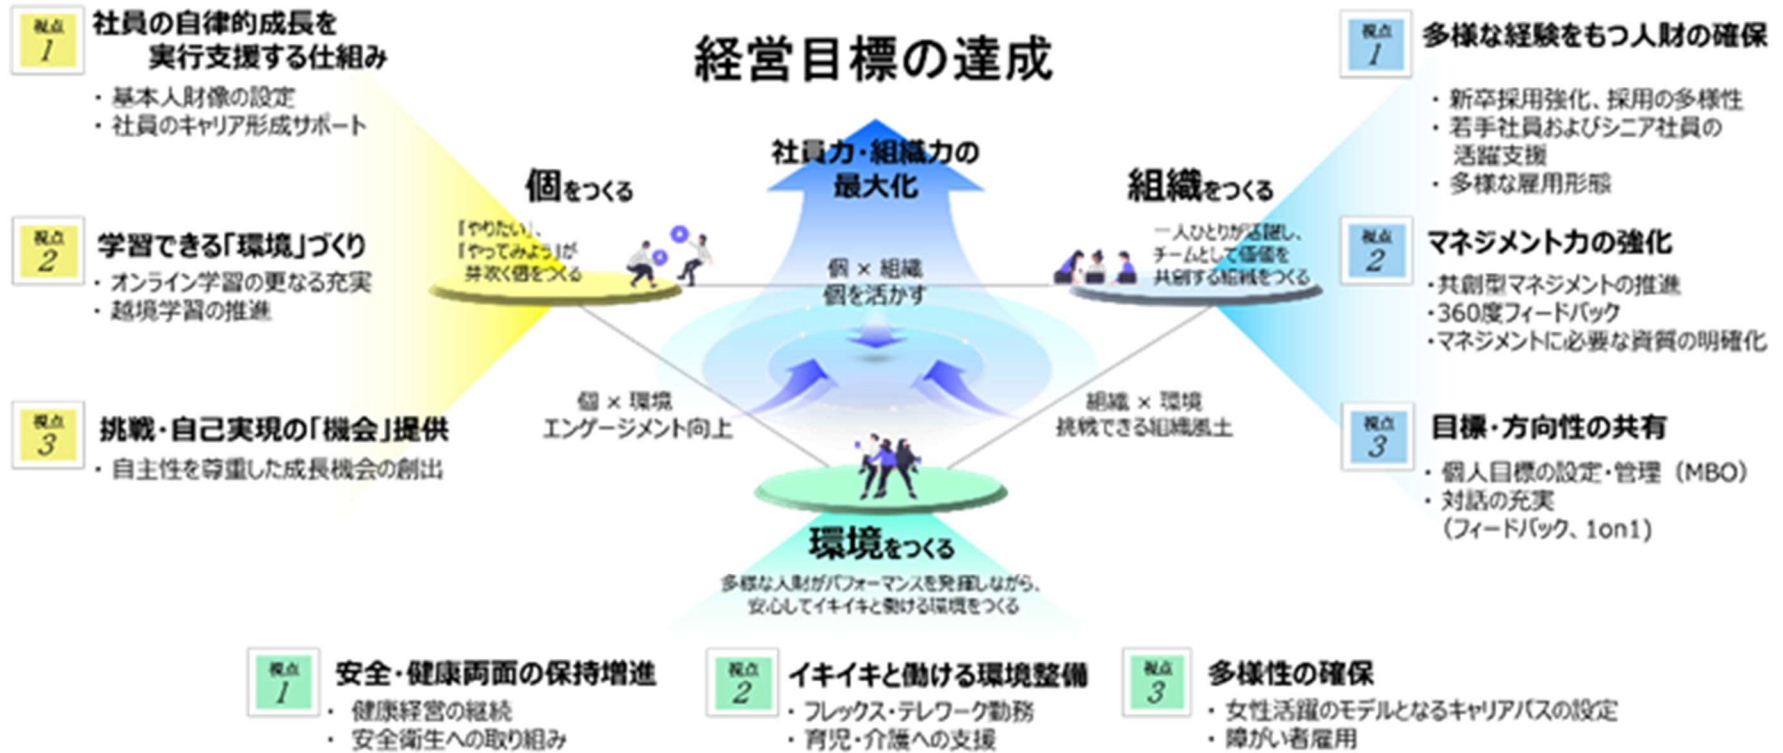 経営目標の達成
社員力・組織力の
最大化
視点
1
社員の自律的成長を
実行支援する仕組み
・ 基本人財像の設定
・ 社員のキャリア形成サポート
視点
2
学習できる「環境」づくり
・ オンライン学習の更なる充実
・ 越境学習の推進
視点
3
挑戦・自己実現の「機会」提供
・ 自主性を尊重した成長機会の創出
個をつくる
「やりたい」、
「やってみよう」が
芽吹く個をつくる
個 × 組織
個を活かす
個 × 環境
エンゲージメント向上
組織 × 環境
挑戦できる組織風土
組織をつくる
一人ひとりが活躍し、
チームとして価値を
共創する組織をつくる
視点
1
多様な経験をもつ人財の確保
・ 新卒採用強化、採用の多様性
・ 若手社員およびシニア社員の
活躍支援
・ 多様な雇用形態
視点
2
マネジメント力の強化
・共創型マネジメントの推進
・360度フィードバック
・マネジメントに必要な資質の明確化
視点
3
目標・方向性の共有
・ 個人目標の設定・管理（MBO）
・ 対話の充実
（フィードバック、1on1）
環境をつくる
多様な人財がパフォーマンスを発揮しながら、
安心してイキイキと働ける環境をつくる
視点
1
安全・健康両面の保持増進
・ 健康経営の継続
・ 安全衛生への取り組み
視点
2
イキイキと働ける環境整備
・ フレックス・テレワーク勤務
・ 育児・介護への支援
視点
3
多様性の確保
・ 女性活躍のモデルとなるキャリアパスの設定
・ 障がい者雇用